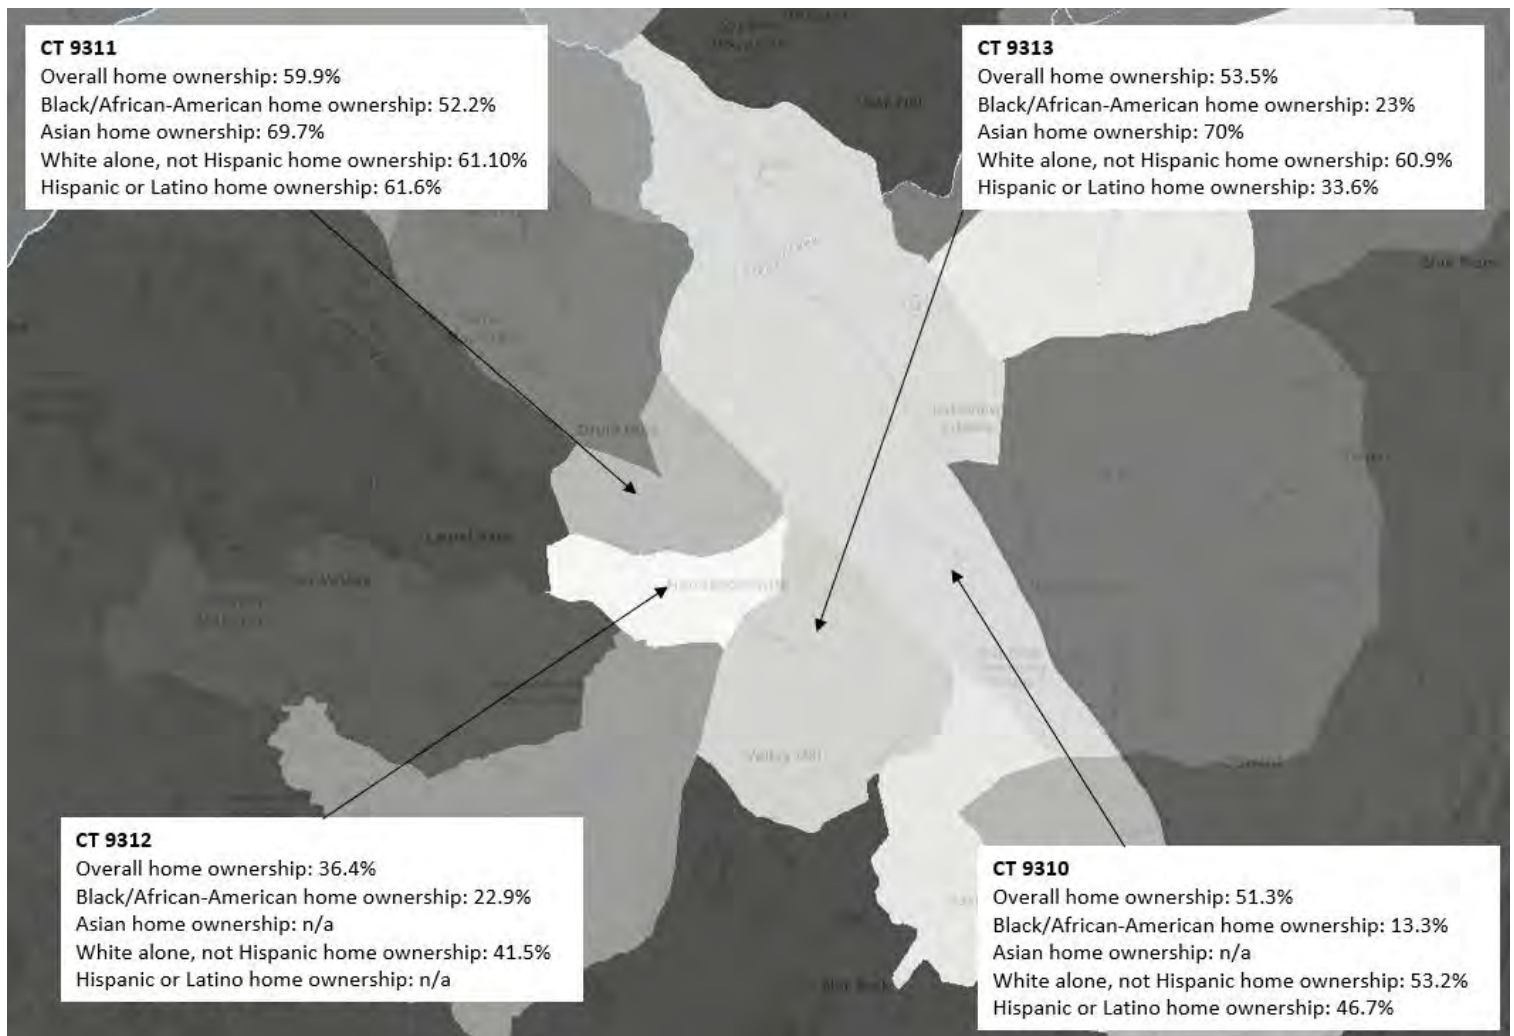 CT 9311
Overall home ownership: 59.9%
Black/African-American home ownership: 52.2%
Asian home ownership: 69.7%
White alone, not Hispanic home ownership: 61.10%
Hispanic or Latino home ownership: 61.6%
CT 9313
Overall home ownership: 53.5%
Black/African-American home ownership: 23%
Asian home ownership: 70%
White alone, not Hispanic home ownership: 60.9%
Hispanic or Latino home ownership: 33.6%
Druid Hills
Laurel Park
Valley Hill
CT 9312
Overall home ownership: 36.4%
Black/African-American home ownership: 22.9%
Asian home ownership: n/a
White alone, not Hispanic home ownership: 41.5%
Hispanic or Latino home ownership: n/a
CT 9310
Overall home ownership: 51.3%
Black/African-American home ownership: 13.3%
Asian home ownership: n/a
White alone, not Hispanic home ownership: 53.2%
Hispanic or Latino home ownership: 46.7%